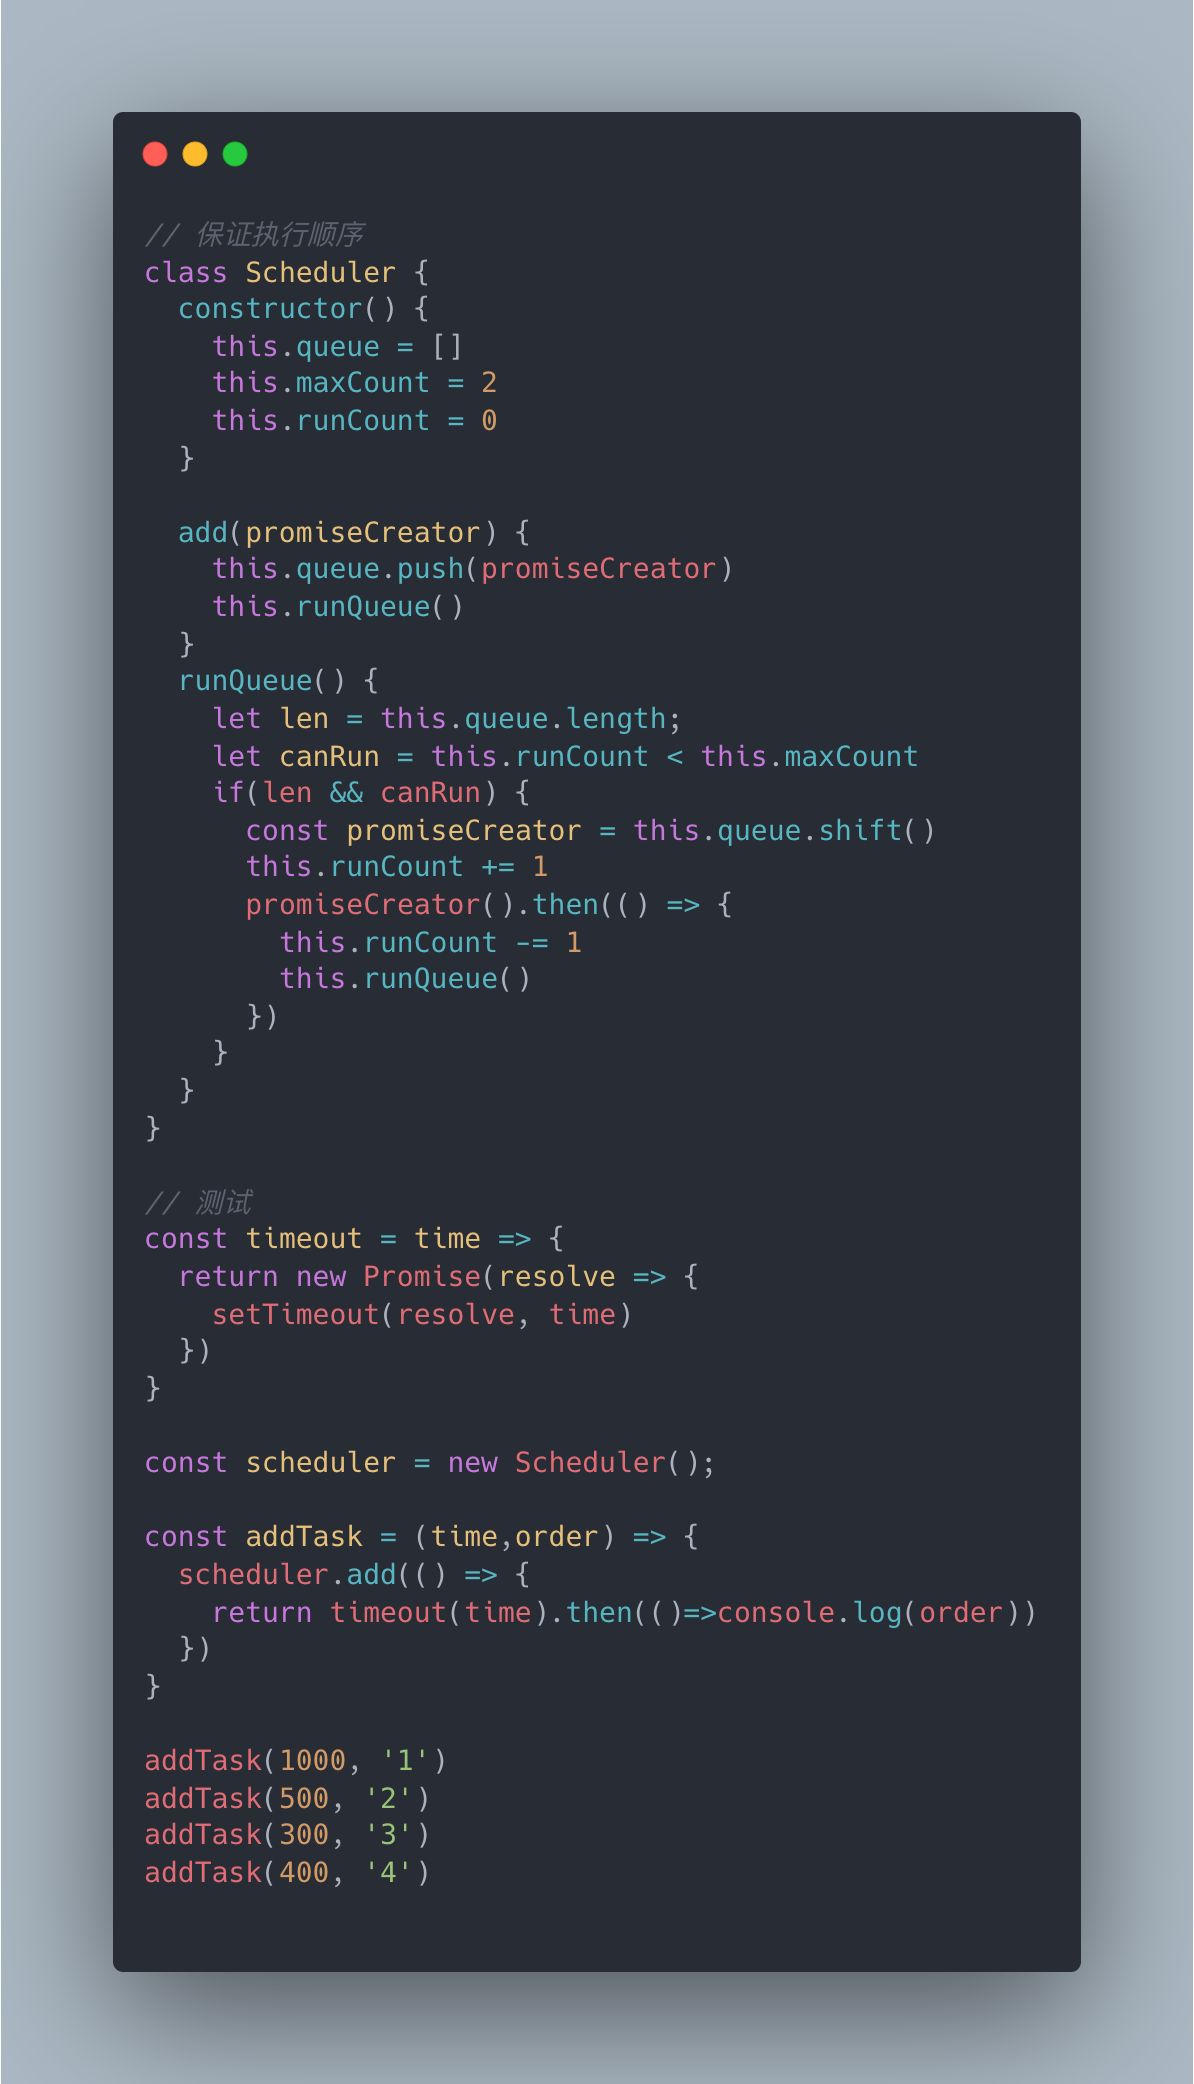 // 保证执行顺序
class Scheduler {
  constructor() {
    this.queue = []
    this.maxCount = 2
    this.runCount = 0
  }

  add(promiseCreator) {
    this.queue.push(promiseCreator)
    this.runQueue()
  }
  runQueue() {
    let len = this.queue.length;
    let canRun = this.runCount < this.maxCount
    if(len && canRun) {
      const promiseCreator = this.queue.shift()
      this.runCount += 1
      promiseCreator().then(() => {
        this.runCount -= 1
        this.runQueue()
      })
    }
  }
}

// 测试
const timeout = time => {
  return new Promise(resolve => {
    setTimeout(resolve, time)
  })
}

const scheduler = new Scheduler();

const addTask = (time,order) => {
  scheduler.add(() => {
    return timeout(time).then(()=>console.log(order))
  })
}

addTask(1000, '1')
addTask(500, '2')
addTask(300, '3')
addTask(400, '4')